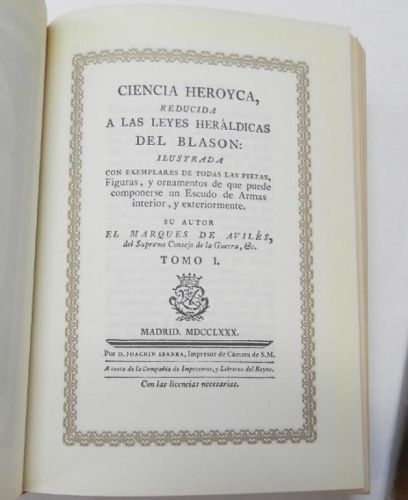 CIENCIA HEROYCA,
REDUCIDA
A LAS LEYES HERÁLDICAS
DEL BLASON:
ILUSTRADA
CON EXEMPLARES DE TODAS LAS PIEZAS,
Figuras, y ornamentos de que puede
componerse un Escudo de Armas
interior, y exteriormente.
SU AUTOR
EL MARQUES DE AVILÉS,
del Supremo Consejo de la Guerra, &c.
TOMO I.
MADRID. MDCCLXXX.
Por D. JOACHIN IBARRA, Impresor de Cámara de S.M.
A costa de la Compañía de Impresores, y Libreros del Reyno.
Con las licencias necesarias.